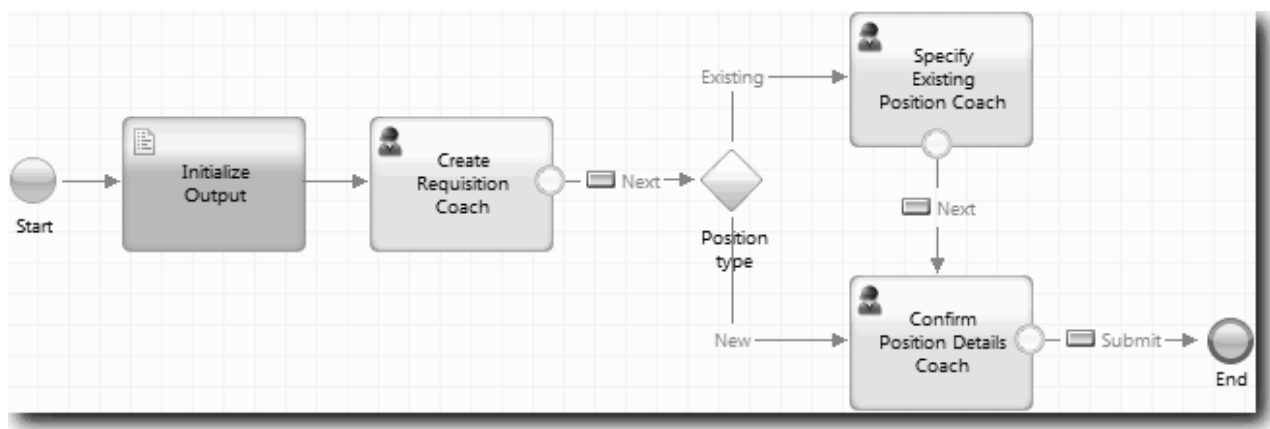 Start
Initialize
Output
Create
Requisition
Coach
Next
Position
type
Existing
Specify
Existing
Position Coach
Next
New
Confirm
Position Details
Coach
Submit
End